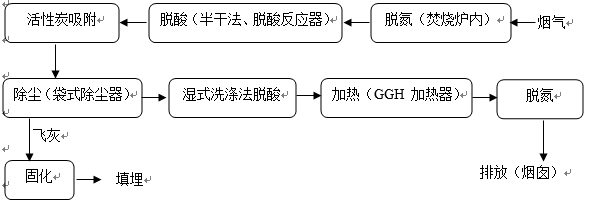 活性炭吸附
脱酸（半干法、脱酸反应器）
脱氮（焚烧炉内）
烟气
除尘（袋式除尘器）
湿式洗涤法脱酸
加热（GGH 加热器）
脱氮
飞灰
固化
填埋
排放（烟囱）